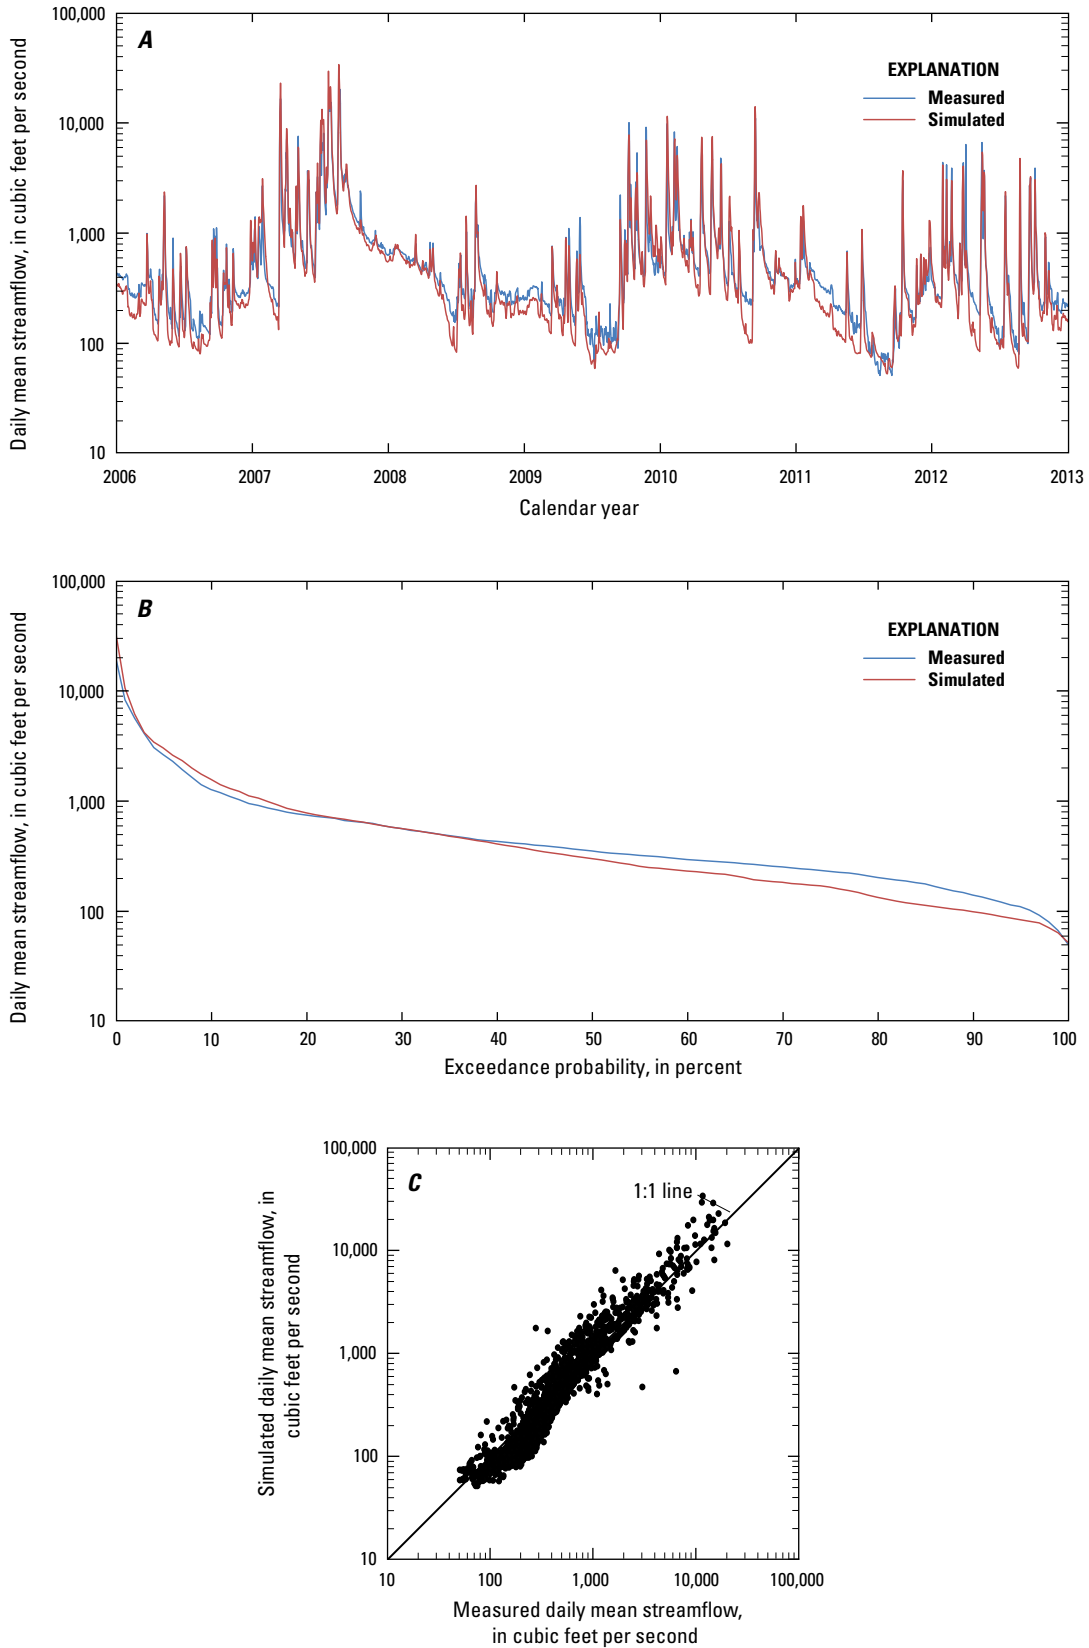 A
EXPLANATION
Measured
Simulated
Daily mean streamflow, in cubic feet per second
100,000
10,000
1,000
100
10
2006 2007 2008 2009 2010 2011 2012 2013
Calendar year
B
EXPLANATION
Measured
Simulated
Daily mean streamflow, in cubic feet per second
100,000
10,000
1,000
100
10
0 10 20 30 40 50 60 70 80 90 100
Exceedance probability, in percent
C
1:1 line
Simulated daily mean streamflow, in
cubic feet per second
100,000
10,000
1,000
100
10
10 100 1,000 10,000 100,000
Measured daily mean streamflow,
in cubic feet per second